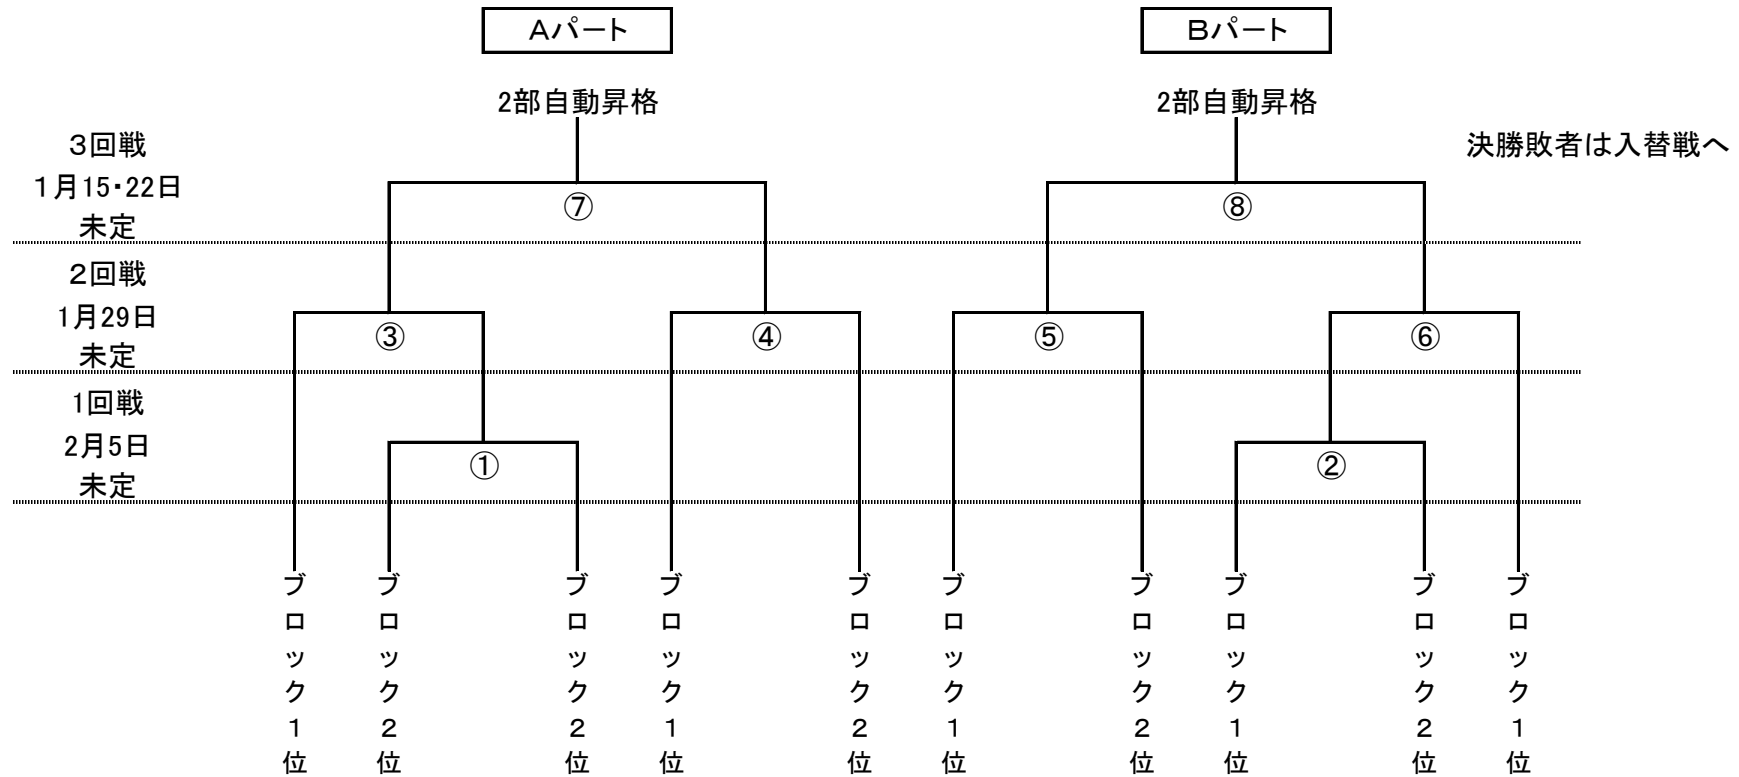 Aパート
Bパート
2部自動昇格
2部自動昇格
3回戦
決勝敗者は入替戦へ
1月15・22日
⑦
⑧
未定
2回戦
1月29日
③
④
⑤
⑥
未定
1回戦
2月5日
①
②
未定
ブロック1位
ブロック2位
ブロック2位
ブロック1位
ブロック2位
ブロック1位
ブロック2位
ブロック1位
ブロック2位
ブロック1位